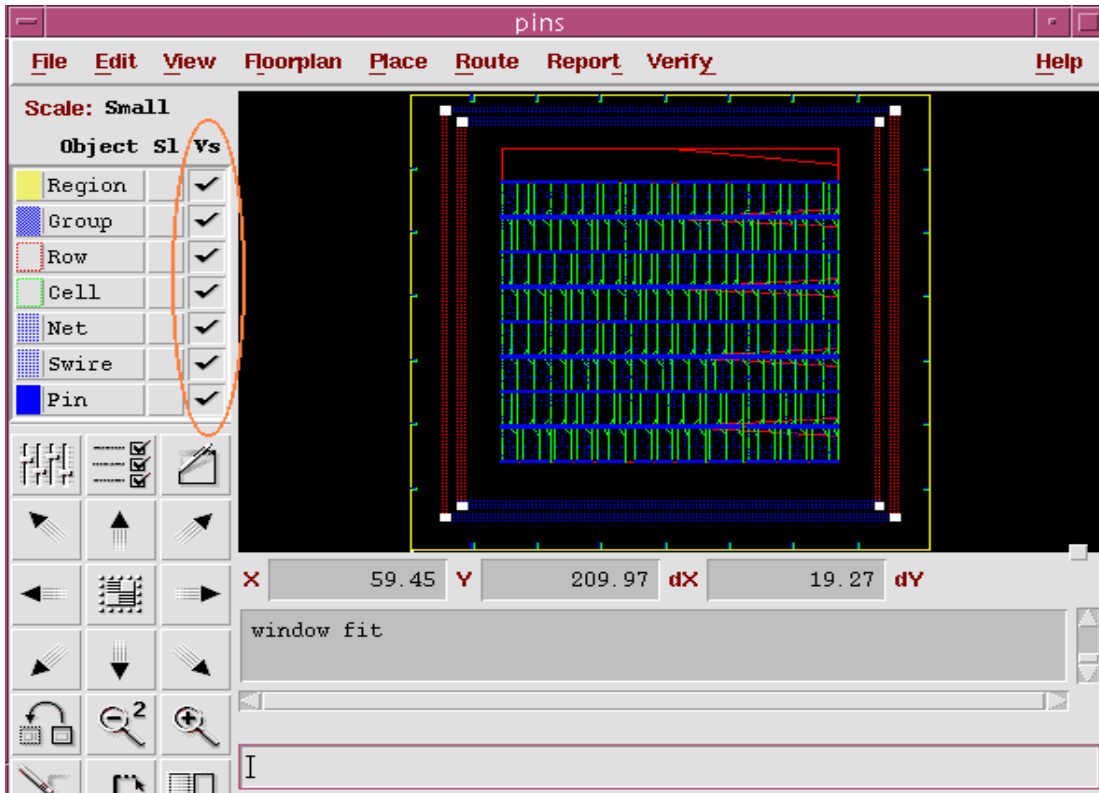 pins
File Edit View Floorplan Place Route Report Verify Help
Scale: Small
Object Sl Vs
Region
Group
Row
Cell
Net
Swire
Pin
2
X 59.45 Y 209.97 dX 19.27 dY
window fit